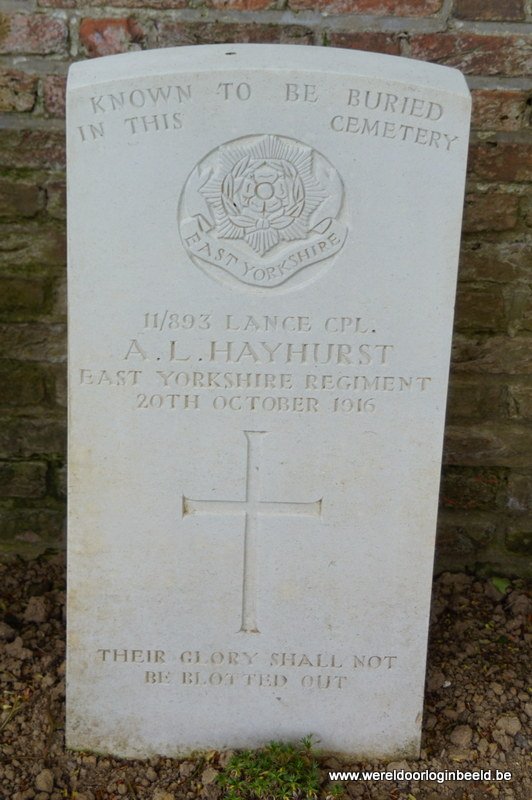 KNOWN TO BE BURIED
IN THIS CEMETERY
EAST YORKSHIRE
11/893 LANCE CPL.
A. L. HAYHURST
EAST YORKSHIRE REGIMENT
20TH OCTOBER 1916
THEIR GLORY SHALL NOT
BE BLOTTED OUT
www.wereldoorloginbeeld.be